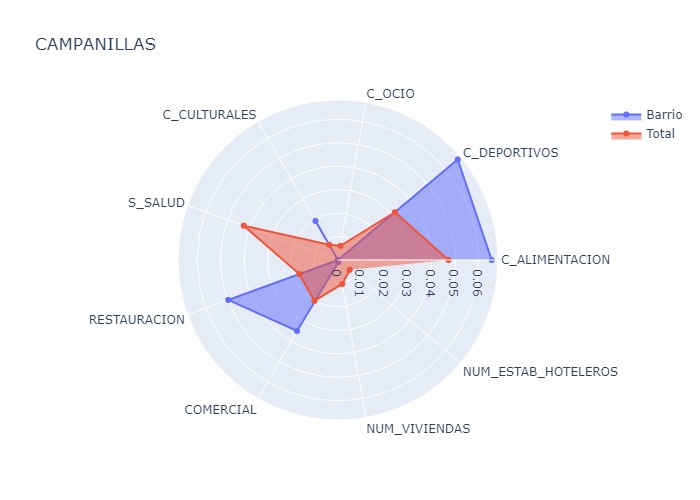 CAMPANILLAS
C_OCIO
C_CULTURALES
Barrio
Total
C_DEPORTIVOS
S_SALUD
C_ALIMENTACION
0
0.01
0.02
0.03
0.04
0.05
0.06
RESTAURACION
NUM_ESTAB_HOTELEROS
COMERCIAL
NUM_VIVIENDAS